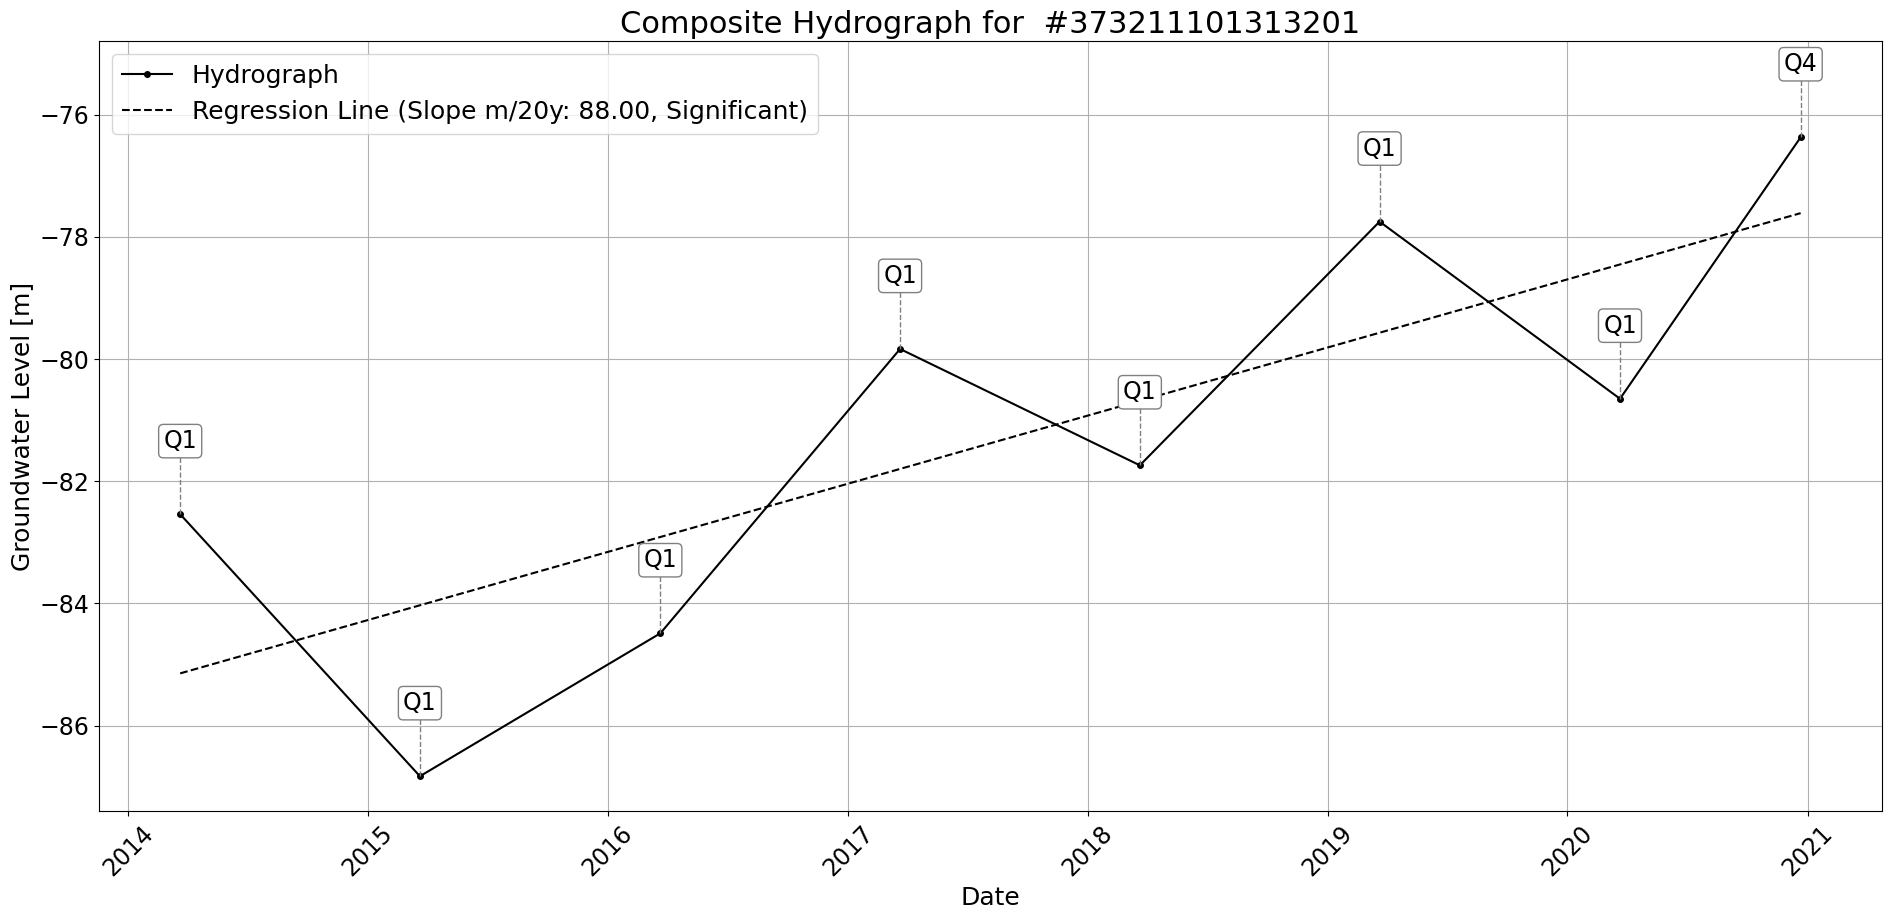 Composite Hydrograph for  #373211101313201
Hydrograph
Regression Line (Slope m/20y: 88.00, Significant)
Q4
Q1
Q1
Q1
Q1
Q1
Q1
Q1
−76
−78
−80
−82
−84
−86
Groundwater Level [m]
2014
2015
2016
2017
2018
2019
2020
2021
Date